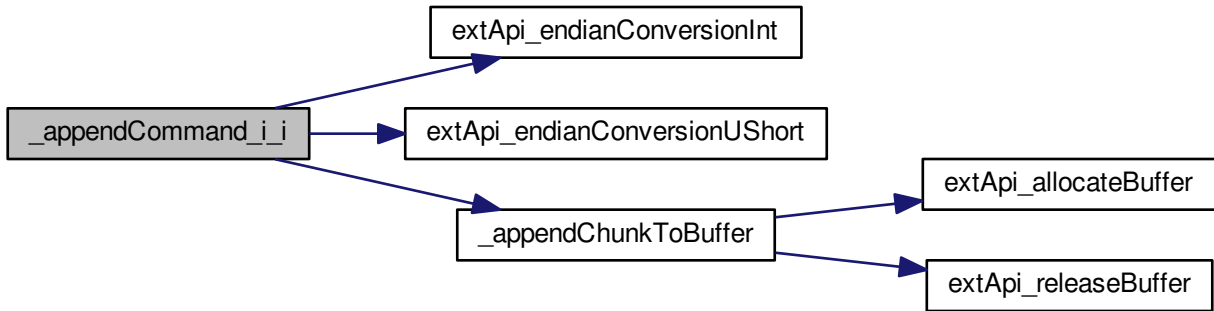 extApi_endianConversionInt
_appendCommand_i_i
extApi_endianConversionUShort
extApi_allocateBuffer
_appendChunkToBuffer
extApi_releaseBuffer